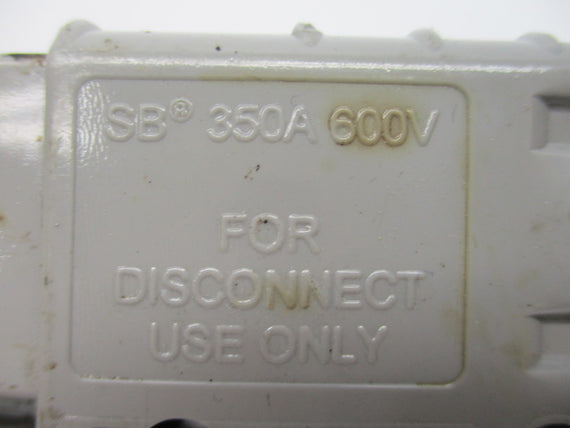 SB® 350A 600V
FOR
DISCONNECT
USE ONLY